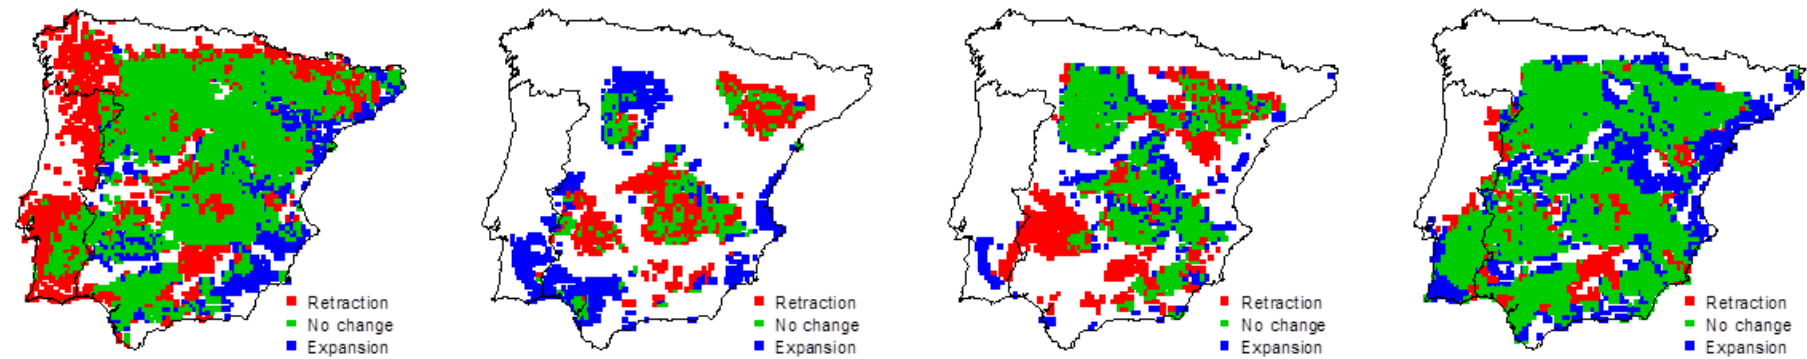 Retraction
No change
Expansion
Retraction
No change
Expansion
Retraction
No change
Expansion
Retraction
No change
Expansion